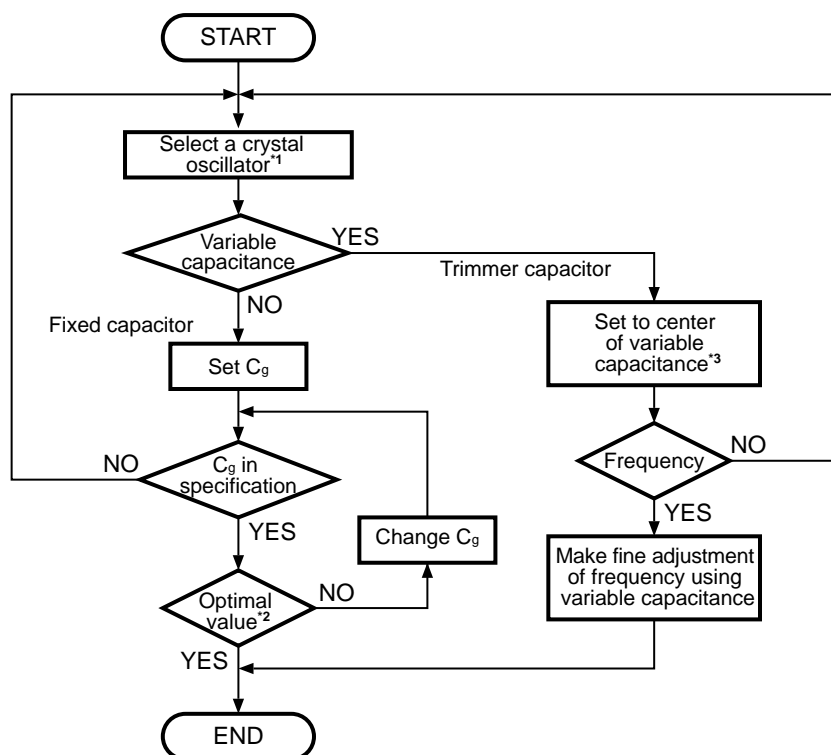 START
Select a crystal
oscillator*1
Variable
capacitance
YES
Trimmer capacitor
NO
Fixed capacitor
Set Cg
Set to center
of variable
capacitance*3
Cg in
specification
NO
YES
Frequency
NO
YES
Change Cg
Make fine adjustment
of frequency using
variable capacitance
Optimal
value*2
NO
YES
END